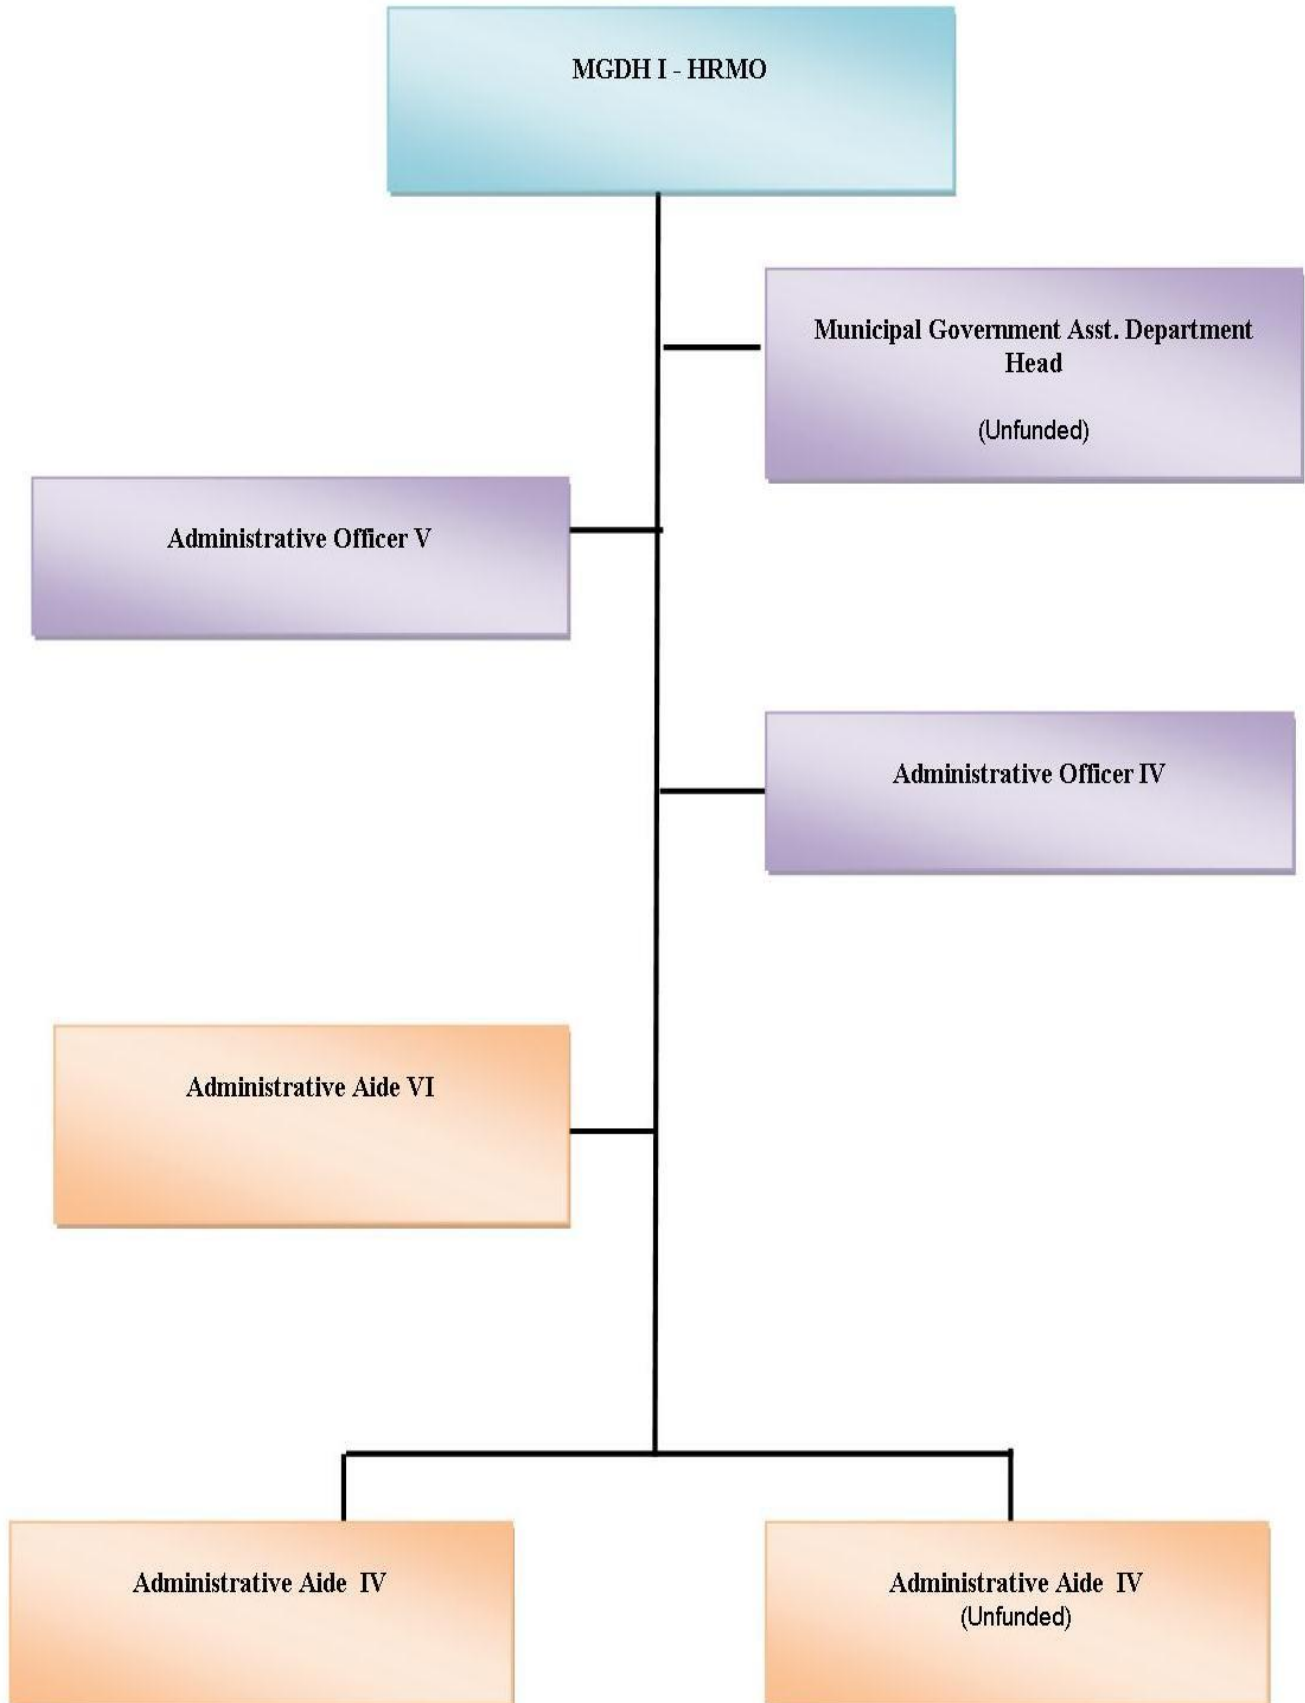 MGDH I - HRMO
Municipal Government Asst. Department
Head
(Unfunded)
Administrative Officer V
Administrative Officer IV
Administrative Aide VI
Administrative Aide  IV
Administrative Aide  IV
(Unfunded)